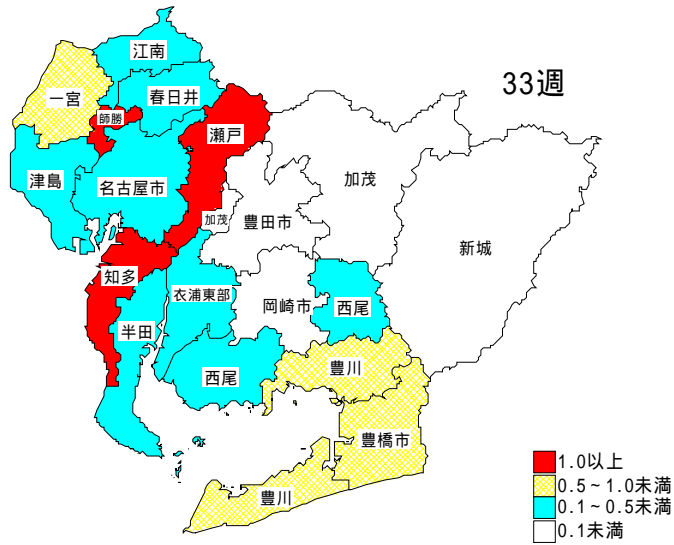 江南
33週
一宮
春日井
師勝
瀬戸
津島
名古屋市
加茂
加茂
豊田市
新城
知多
衣浦東部
岡崎市
西尾
半田
西尾
豊川
豊橋市
豊川
1.0以上
0.5~1.0未満
0.1~0.5未満
0.1未満